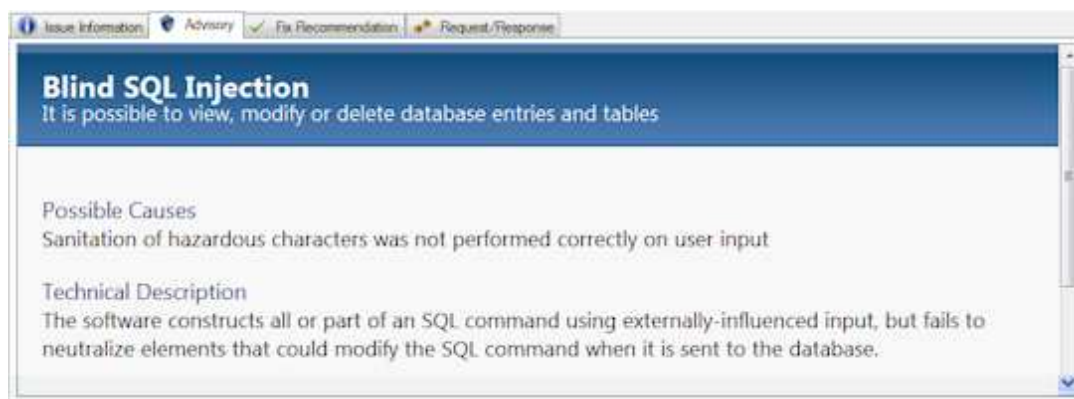 Issue Information Advisory Fix Recommendation Request/Response
Blind SQL Injection
It is possible to view, modify or delete database entries and tables
Possible Causes
Sanitation of hazardous characters was not performed correctly on user input
Technical Description
The software constructs all or part of an SQL command using externally-influenced input, but fails to
neutralize elements that could modify the SQL command when it is sent to the database.